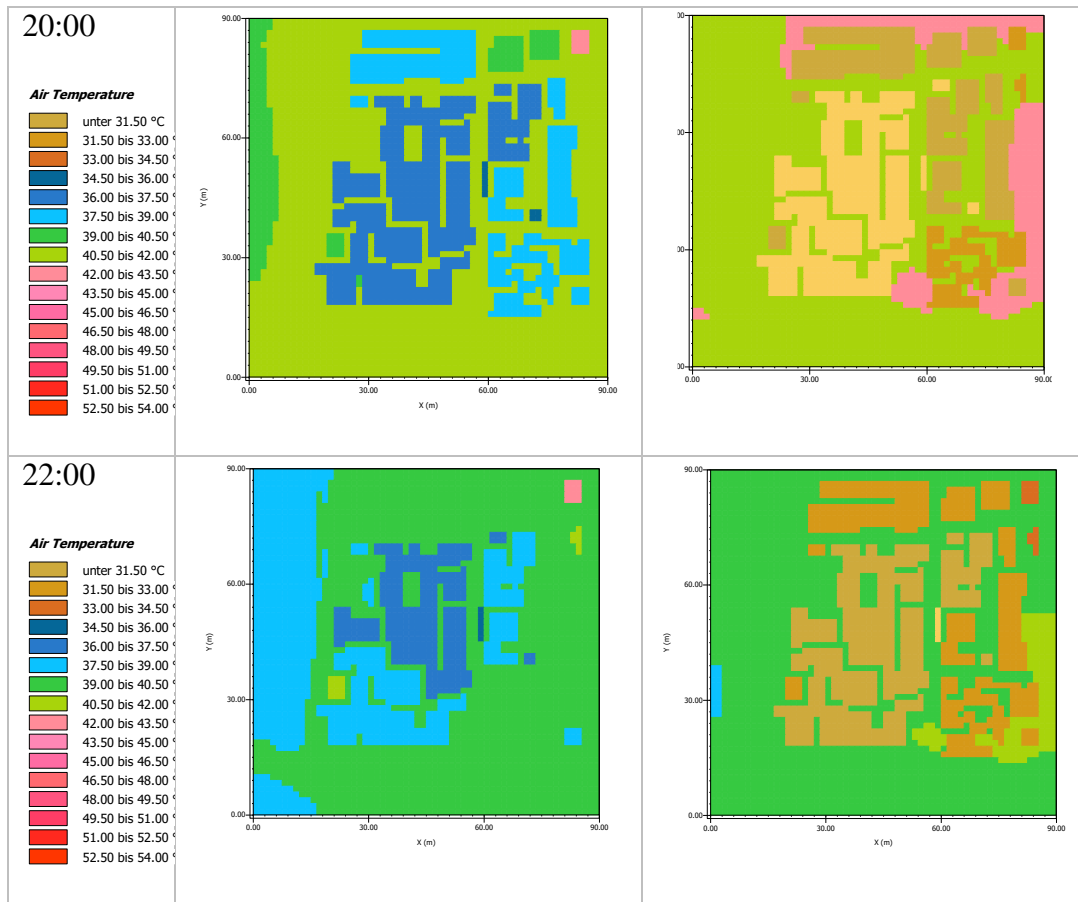 20:00
Air Temperature
unter 31.50 °C
31.50 bis 33.00 °
33.00 bis 34.50 °
34.50 bis 36.00 °
36.00 bis 37.50 °
37.50 bis 39.00 °
39.00 bis 40.50 °
40.50 bis 42.00 °
42.00 bis 43.50 °
43.50 bis 45.00 °
45.00 bis 46.50 °
46.50 bis 48.00 °
48.00 bis 49.50 °
49.50 bis 51.00 °
51.00 bis 52.50 °
52.50 bis 54.00 °
90.00
60.00
30.00
0.00
Y (m)
0.00 30.00 60.00 90.00
X (m)
00
00
00
00
0.00 30.00 60.00 90.00
22:00
Air Temperature
unter 31.50 °C
31.50 bis 33.00 °
33.00 bis 34.50 °
34.50 bis 36.00 °
36.00 bis 37.50 °
37.50 bis 39.00 °
39.00 bis 40.50 °
40.50 bis 42.00 °
42.00 bis 43.50 °
43.50 bis 45.00 °
45.00 bis 46.50 °
46.50 bis 48.00 °
48.00 bis 49.50 °
49.50 bis 51.00 °
51.00 bis 52.50 °
52.50 bis 54.00 °
90.00
60.00
30.00
0.00
Y (m)
0.00 30.00 60.00 90.00
X (m)
90.00
60.00
30.00
0.00
Y (m)
0.00 30.00 60.00 90.00
X (m)